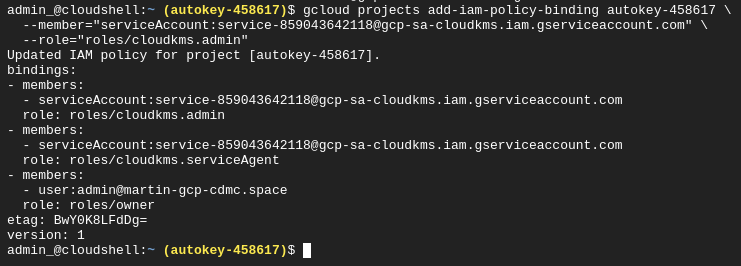 admin_@cloudshell:~ (autokey-458617)$ gcloud projects add-iam-policy-binding autokey-458617 \
  --member="serviceAccount:service-859043642118@gcp-sa-cloudkms.iam.gserviceaccount.com" \
  --role="roles/cloudkms.admin"
Updated IAM policy for project [autokey-458617].
bindings:
- members:
  - serviceAccount:service-859043642118@gcp-sa-cloudkms.iam.gserviceaccount.com
  role: roles/cloudkms.admin
- members:
  - serviceAccount:service-859043642118@gcp-sa-cloudkms.iam.gserviceaccount.com
  role: roles/cloudkms.serviceAgent
- members:
  - user:admin@martin-gcp-cdmc.space
  role: roles/owner
etag: BwY0K8LFdDg=
version: 1
admin_@cloudshell:~ (autokey-458617)$